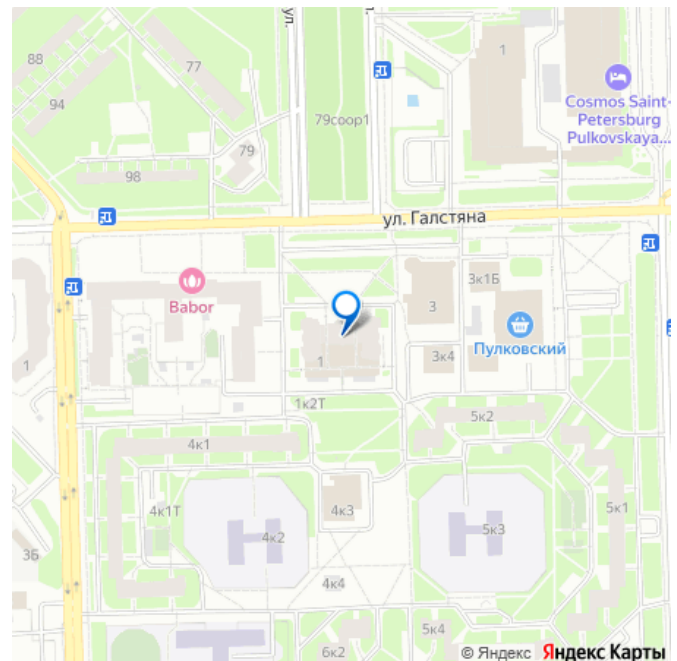 88
77
ул.
1
94
79соор1
Cosmos Saint-
Petersburg
Pulkovskaya...
79
98
ул. Галстяна
Babor
3к1Б
3
Пулковский
1
1
3к4
1к2Т
5к2
4к1
4к1Т
4к3
5к1
3Б
4к2
5к3
4к4
5к4
6к2
© Яндекс Яндекс Карты